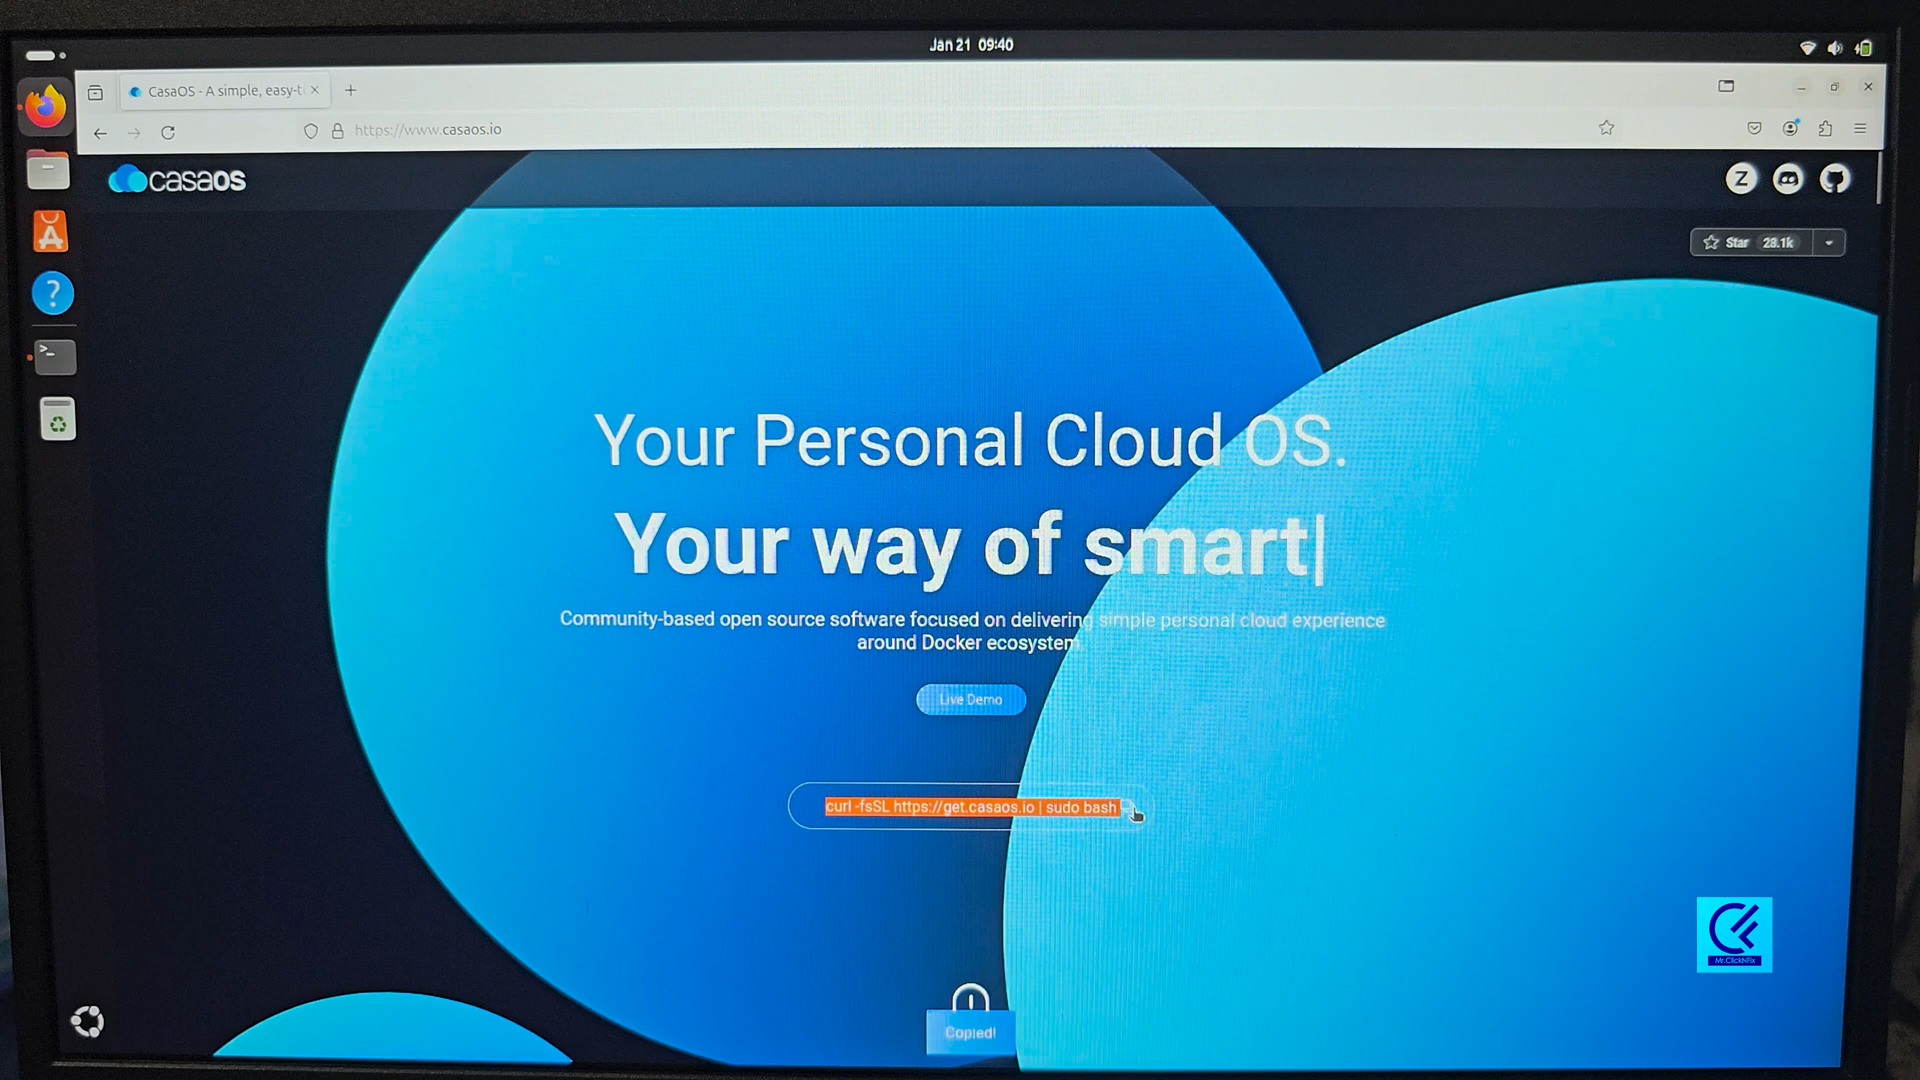 Jan 21 09:40
CasaOS - A simple, easy-t
https://www.casaos.io
casaOS
Z
Star 28.1k
Your Personal Cloud OS.
Your way of smart|
Community-based open source software focused on delivering simple personal cloud experience
around Docker ecosystem
Live Demo
curl -fsSL https://get.casaos.io | sudo bash
Copied!
Mr.ClickNFix